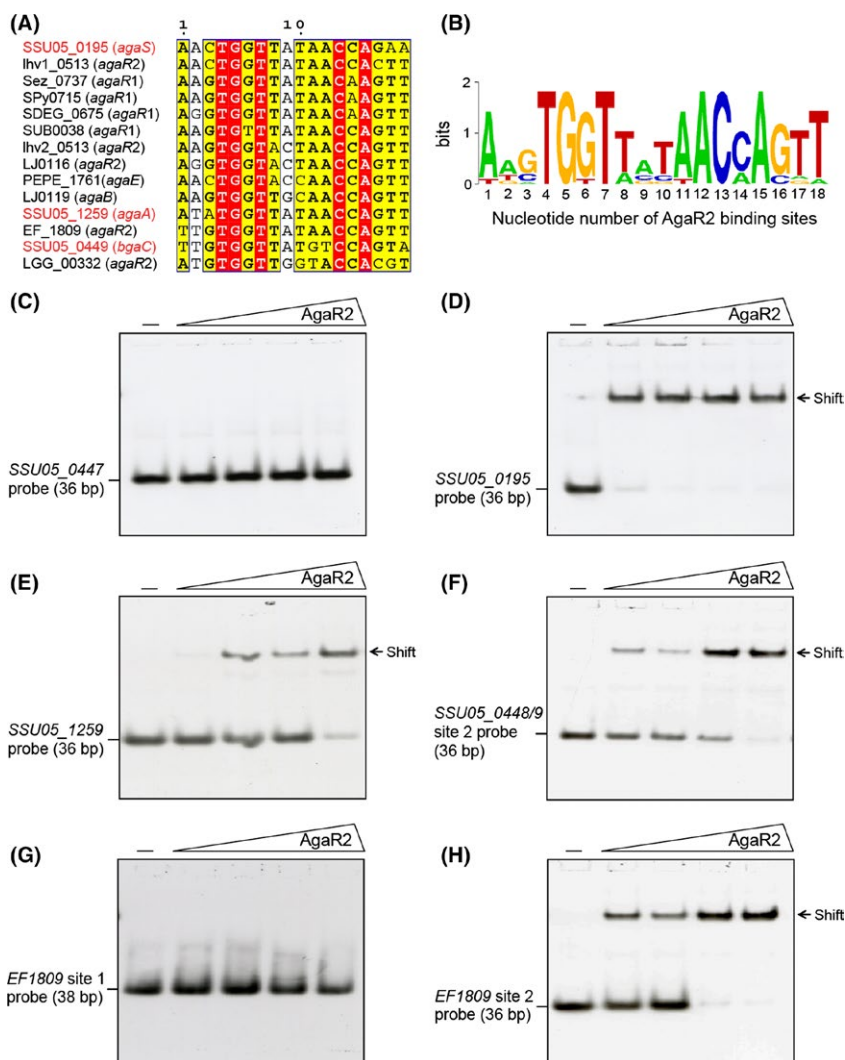 (A)
1 10
SSU05_0195 (agaS) AACTGGTTATAACCAGAA
lhv1_0513 (agaR2) AACTGGTTATAACCACTT
Sez_0737 (agaR1) AAGTGGTTATAACAAGTT
SPy0715 (agaR1) AAGTGGTTATAACCAGTT
SDEG_0675 (agaR1) AGGTGGTTATAACCAGTT
SUB0038 (agaR1) AAGTGTTTATAACCAGTT
lhv2_0513 (agaR2) AAGTGGTACTAACCAGTT
LJ0116 (agaR2) AGGTGGTACTAACCAGTT
PEPE_1761 (agaE) AAGTGGTACCAACCAGTT
LJ0119 (agaB) AAGTGGTTGCAACCAGTT
SSU05_1259 (agaA) ATATGGTTATAACCAGTT
EF_1809 (agaR2) TTGTGGTTATAACCAGTT
SSU05_0449 (bgaC) TTGTGGTTATGTCCAGTA
LGG_00332 (agaR2) ATGTGGTTGGTACCACGT
(B)
2
1
0
bits
AAGTGGTTATAACCAGTT
1 2 3 4 5 6 7 8 9 10 11 12 13 14 15 16 17 18
Nucleotide number of AgaR2 binding sites
(C)
– AgaR2
SSU05_0447
probe (36 bp)
(D)
– AgaR2
Shift
SSU05_0195
probe (36 bp)
(E)
– AgaR2
Shift
SSU05_1259
probe (36 bp)
(F)
– AgaR2
Shift
SSU05_0448/9
site 2 probe
(36 bp)
(G)
– AgaR2
EF1809 site 1
probe (38 bp)
(H)
– AgaR2
Shift
EF1809 site 2
probe (36 bp)